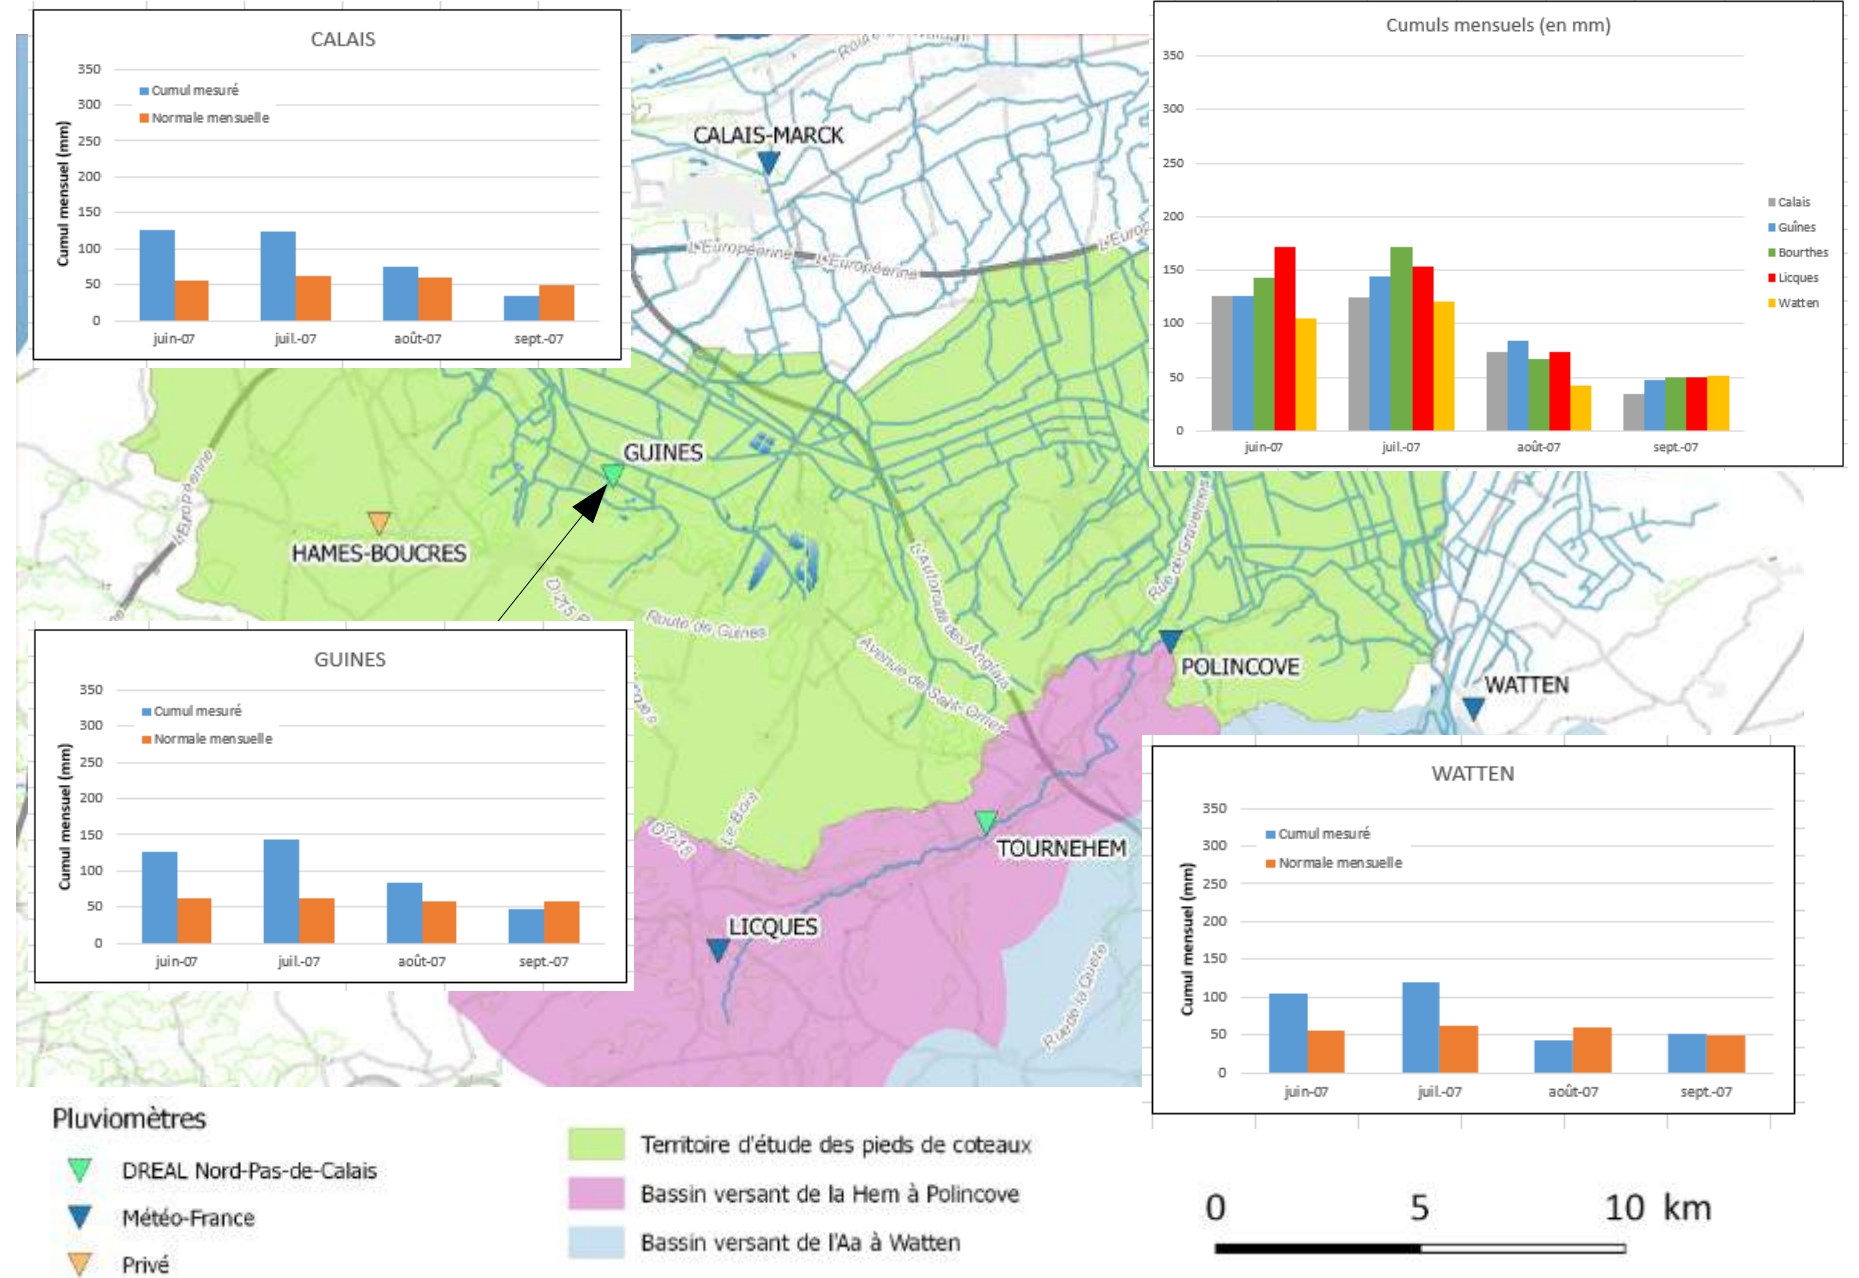 CALAIS
350
300
250
200
150
100
50
0
Cumul mensuel (mm)
Cumul mesuré
Normale mensuelle
juin-07
juil.-07
août-07
sept.-07
Cumuls mensuels (en mm)
350
300
250
200
150
100
50
0
juin-07
juil.-07
août-07
sept.-07
Calais
Guînes
Bourthes
Licques
Watten
CALAIS-MARCK
L'Européenne
L'Européenne
GUINES
L'Européenne
HAMES-BOUCRES
Rue de Gravelines
L'Autoroute des Anglais
Route de Guînes
Avenue de Saint-Omer
POLINCOVE
WATTEN
GUINES
350
300
250
200
150
100
50
0
Cumul mensuel (mm)
Cumul mesuré
Normale mensuelle
juin-07
juil.-07
août-07
sept.-07
Le Bois
D 218
TOURNEHEM
LICQUES
WATTEN
350
300
250
200
150
100
50
0
Cumul mensuel (mm)
Cumul mesuré
Normale mensuelle
juin-07
juil.-07
août-07
sept.-07
Pluviomètres
DREAL Nord-Pas-de-Calais
Météo-France
Privé
Territoire d'étude des pieds de coteaux
Bassin versant de la Hem à Polincove
Bassin versant de l'Aa à Watten
0 5 10 km